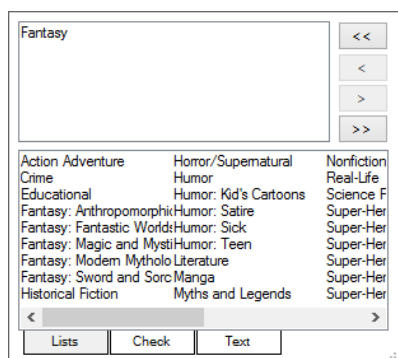 Fantasy
<<
<
>
>>
Action Adventure
Crime
Educational
Fantasy: Anthropomorphic
Fantasy: Fantastic Worlds
Fantasy: Magic and Mysti
Fantasy: Modern Mytholo
Fantasy: Sword and Sorc
Historical Fiction
Horror/Supernatural
Humor
Humor: Kid's Cartoons
Humor: Satire
Humor: Sick
Humor: Teen
Literature
Manga
Myths and Legends
Nonfiction
Real-Life
Science F
Super-Her
Super-Her
Super-Her
Super-Her
Super-Her
Super-Her
Lists
Check
Text